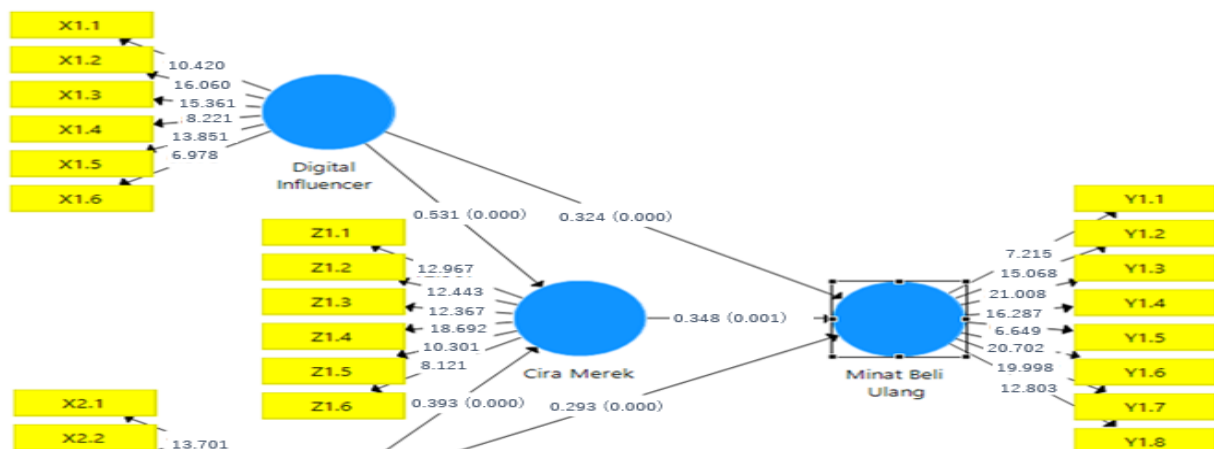 X1.1
X1.2
X1.3
X1.4
X1.5
X1.6
10.420
16.060
15.361
8.221
13.851
6.978
Digital
Influencer
0.531 (0.000)
0.324 (0.000)
Z1.1
Z1.2
Z1.3
Z1.4
Z1.5
Z1.6
12.967
12.443
12.367
18.692
10.301
8.121
Cira Merek
0.348 (0.001)
0.393 (0.000)
0.293 (0.000)
Minat Beli
Ulang
7.215
15.068
21.008
16.287
6.649
20.702
19.998
12.803
Y1.1
Y1.2
Y1.3
Y1.4
Y1.5
Y1.6
Y1.7
Y1.8
X2.1
X2.2
13.701